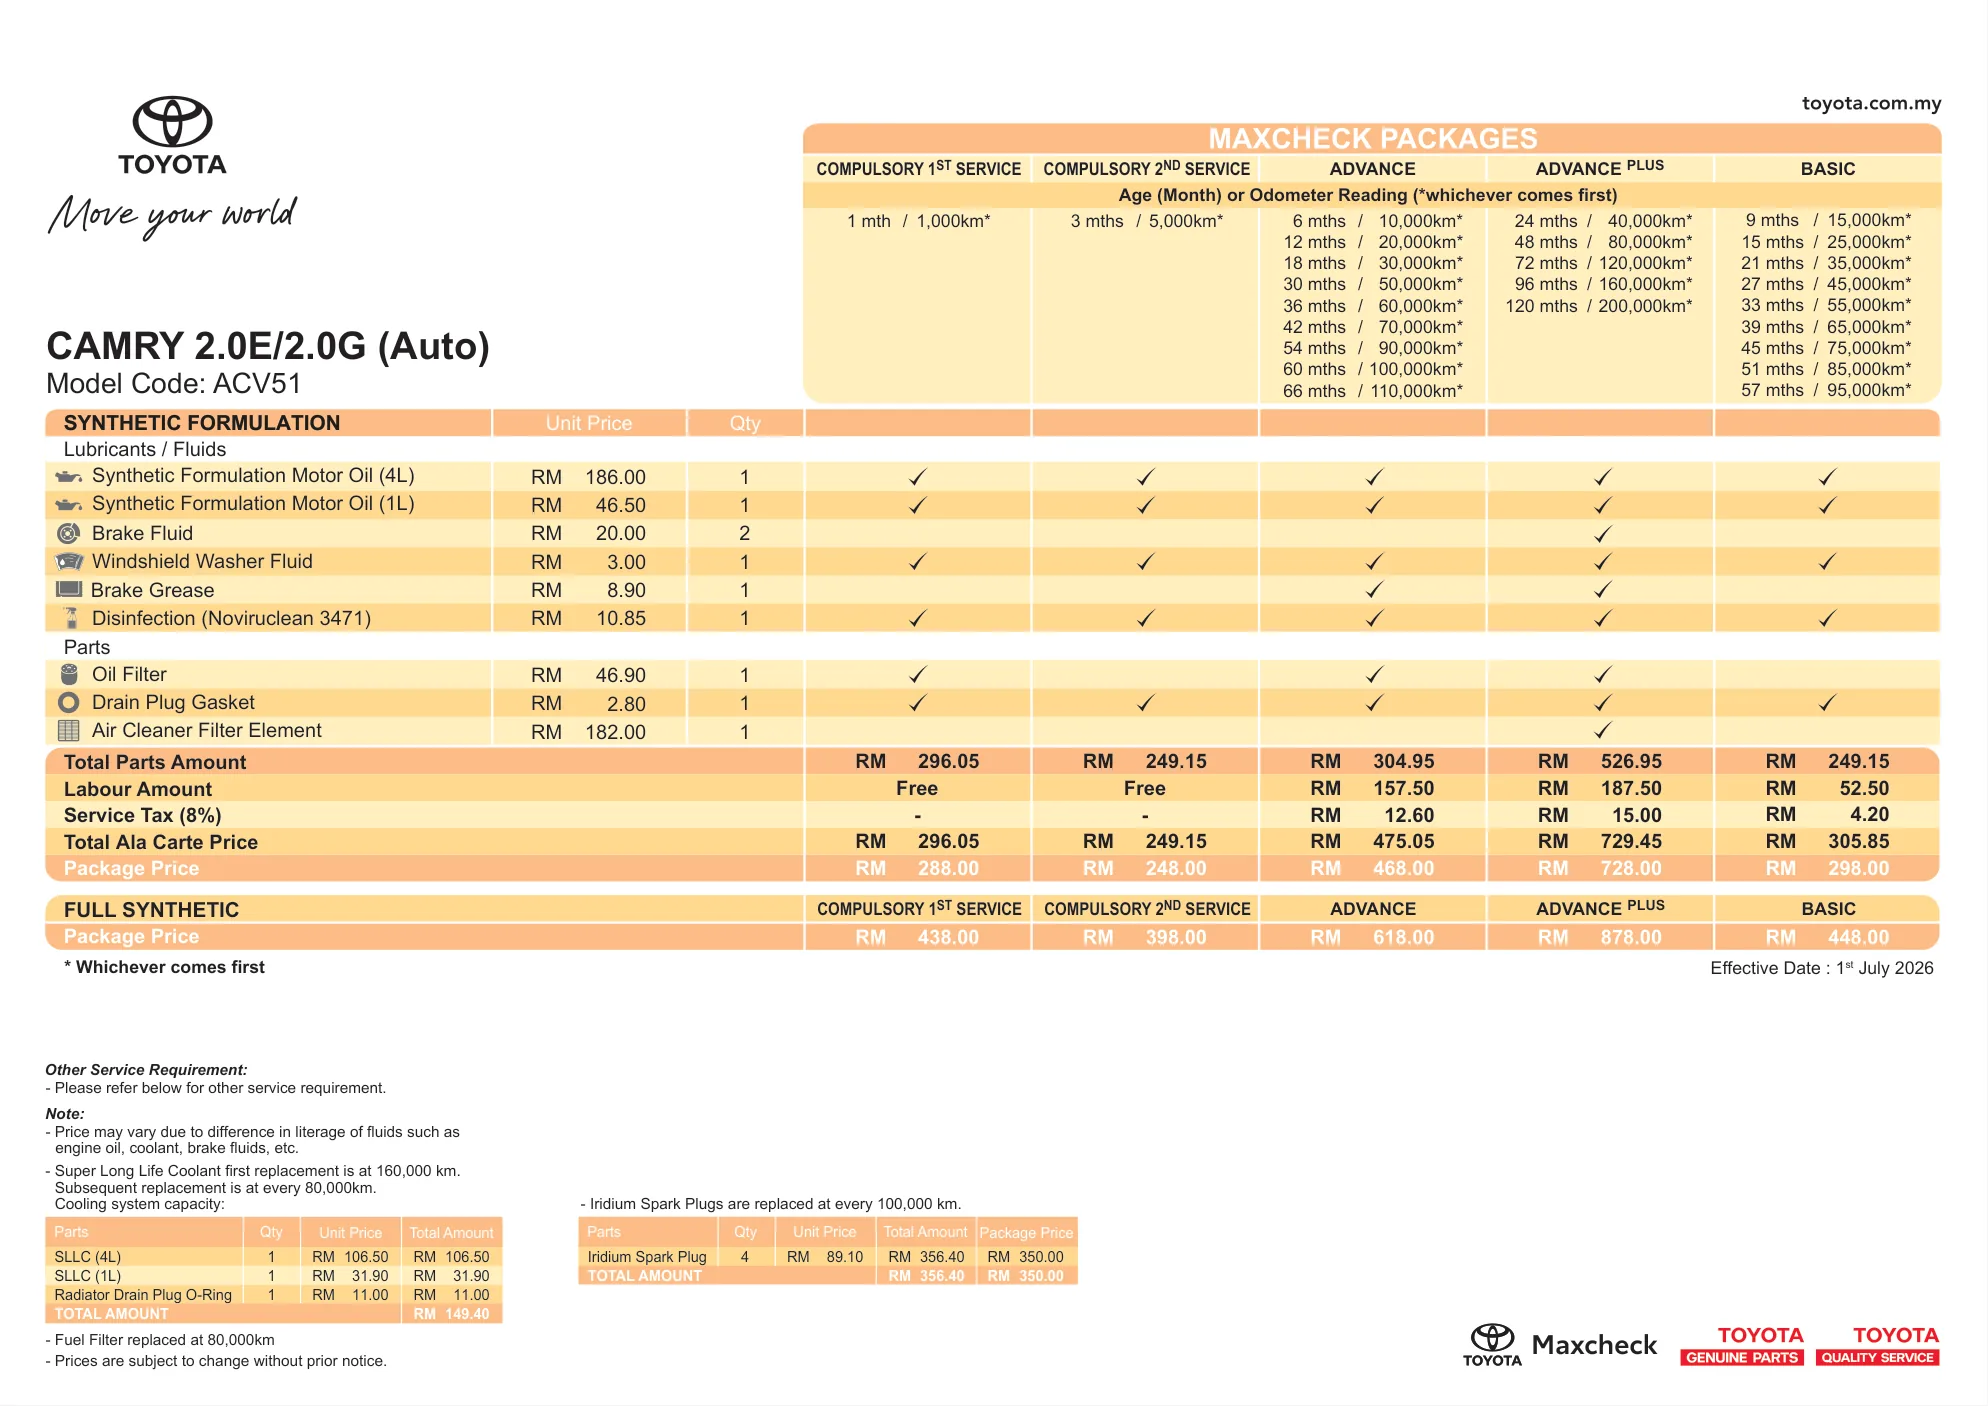 TOYOTA
Move your world
toyota.com.my
MAXCHECK PACKAGES
COMPULSORY 1ST SERVICE COMPULSORY 2ND SERVICE ADVANCE ADVANCE PLUS BASIC
Age (Month) or Odometer Reading (*whichever comes first)
1 mth / 1,000km* 3 mths / 5,000km* 6 mths / 10,000km* 24 mths / 40,000km* 9 mths / 15,000km*
12 mths / 20,000km* 48 mths / 80,000km* 15 mths / 25,000km*
18 mths / 30,000km* 72 mths / 120,000km* 21 mths / 35,000km*
30 mths / 50,000km* 96 mths / 160,000km* 27 mths / 45,000km*
36 mths / 60,000km* 120 mths / 200,000km* 33 mths / 55,000km*
42 mths / 70,000km* 39 mths / 65,000km*
54 mths / 90,000km* 45 mths / 75,000km*
60 mths / 100,000km* 51 mths / 85,000km*
66 mths / 110,000km* 57 mths / 95,000km*
CAMRY 2.0E/2.0G (Auto)
Model Code: ACV51
SYNTHETIC FORMULATION Unit Price Qty
Lubricants / Fluids
Synthetic Formulation Motor Oil (4L) RM 186.00 1 ✓ ✓ ✓ ✓ ✓
Synthetic Formulation Motor Oil (1L) RM 46.50 1 ✓ ✓ ✓ ✓ ✓
Brake Fluid RM 20.00 2 ✓
Windshield Washer Fluid RM 3.00 1 ✓ ✓ ✓ ✓ ✓
Brake Grease RM 8.90 1 ✓ ✓
Disinfection (Noviruclean 3471) RM 10.85 1 ✓ ✓ ✓ ✓ ✓
Parts
Oil Filter RM 46.90 1 ✓ ✓ ✓
Drain Plug Gasket RM 2.80 1 ✓ ✓ ✓ ✓ ✓
Air Cleaner Filter Element RM 182.00 1 ✓
Total Parts Amount RM 296.05 RM 249.15 RM 304.95 RM 526.95 RM 249.15
Labour Amount Free Free RM 157.50 RM 187.50 RM 52.50
Service Tax (8%) - - RM 12.60 RM 15.00 RM 4.20
Total Ala Carte Price RM 296.05 RM 249.15 RM 475.05 RM 729.45 RM 305.85
Package Price RM 288.00 RM 248.00 RM 468.00 RM 728.00 RM 298.00
FULL SYNTHETIC COMPULSORY 1ST SERVICE COMPULSORY 2ND SERVICE ADVANCE ADVANCE PLUS BASIC
Package Price RM 438.00 RM 398.00 RM 618.00 RM 878.00 RM 448.00
* Whichever comes first
Effective Date : 1st July 2026
Other Service Requirement:
- Please refer below for other service requirement.
Note:
- Price may vary due to difference in literage of fluids such as
engine oil, coolant, brake fluids, etc.
- Super Long Life Coolant first replacement is at 160,000 km.
Subsequent replacement is at every 80,000km.
Cooling system capacity:
Parts Qty Unit Price Total Amount
SLLC (4L) 1 RM 106.50 RM 106.50
SLLC (1L) 1 RM 31.90 RM 31.90
Radiator Drain Plug O-Ring 1 RM 11.00 RM 11.00
TOTAL AMOUNT RM 149.40
- Fuel Filter replaced at 80,000km
- Prices are subject to change without prior notice.
- Iridium Spark Plugs are replaced at every 100,000 km.
Parts Qty Unit Price Total Amount Package Price
Iridium Spark Plug 4 RM 89.10 RM 356.40 RM 350.00
TOTAL AMOUNT RM 356.40 RM 350.00
TOYOTA
Maxcheck
TOYOTA
GENUINE PARTS
TOYOTA
QUALITY SERVICE